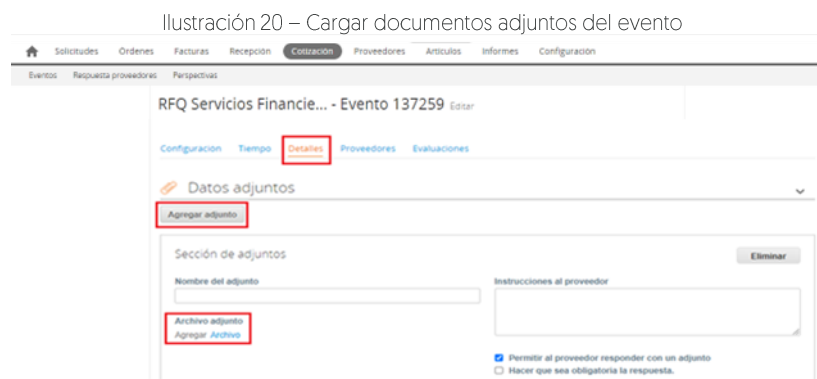 Ilustración 20 – Cargar documentos adjuntos del evento
Solicitudes Ordenes Facturas Recepción Cotización Proveedores Artículos Informes Configuración
Eventos Respuesta proveedores Perspectivas
RFQ Servicios Financie... - Evento 137259 Editar
Configuración Tiempo Detalles Proveedores Evaluaciones
Datos adjuntos
Agregar adjunto
Sección de adjuntos Eliminar
Nombre del adjunto Instrucciones al proveedor
Archivo adjunto
Agregar Archivo
Permitir al proveedor responder con un adjunto
Hacer que sea obligatoria la respuesta.